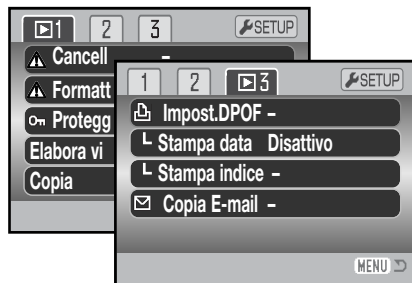 1 2 3 SETUP
Cancell –
Formatt
Protegg
Elabora vi
Copia
1 2 3 SETUP
Impost.DPOF –
Stampa data Disattivo
Stampa indice –
Copia E-mail –
MENU